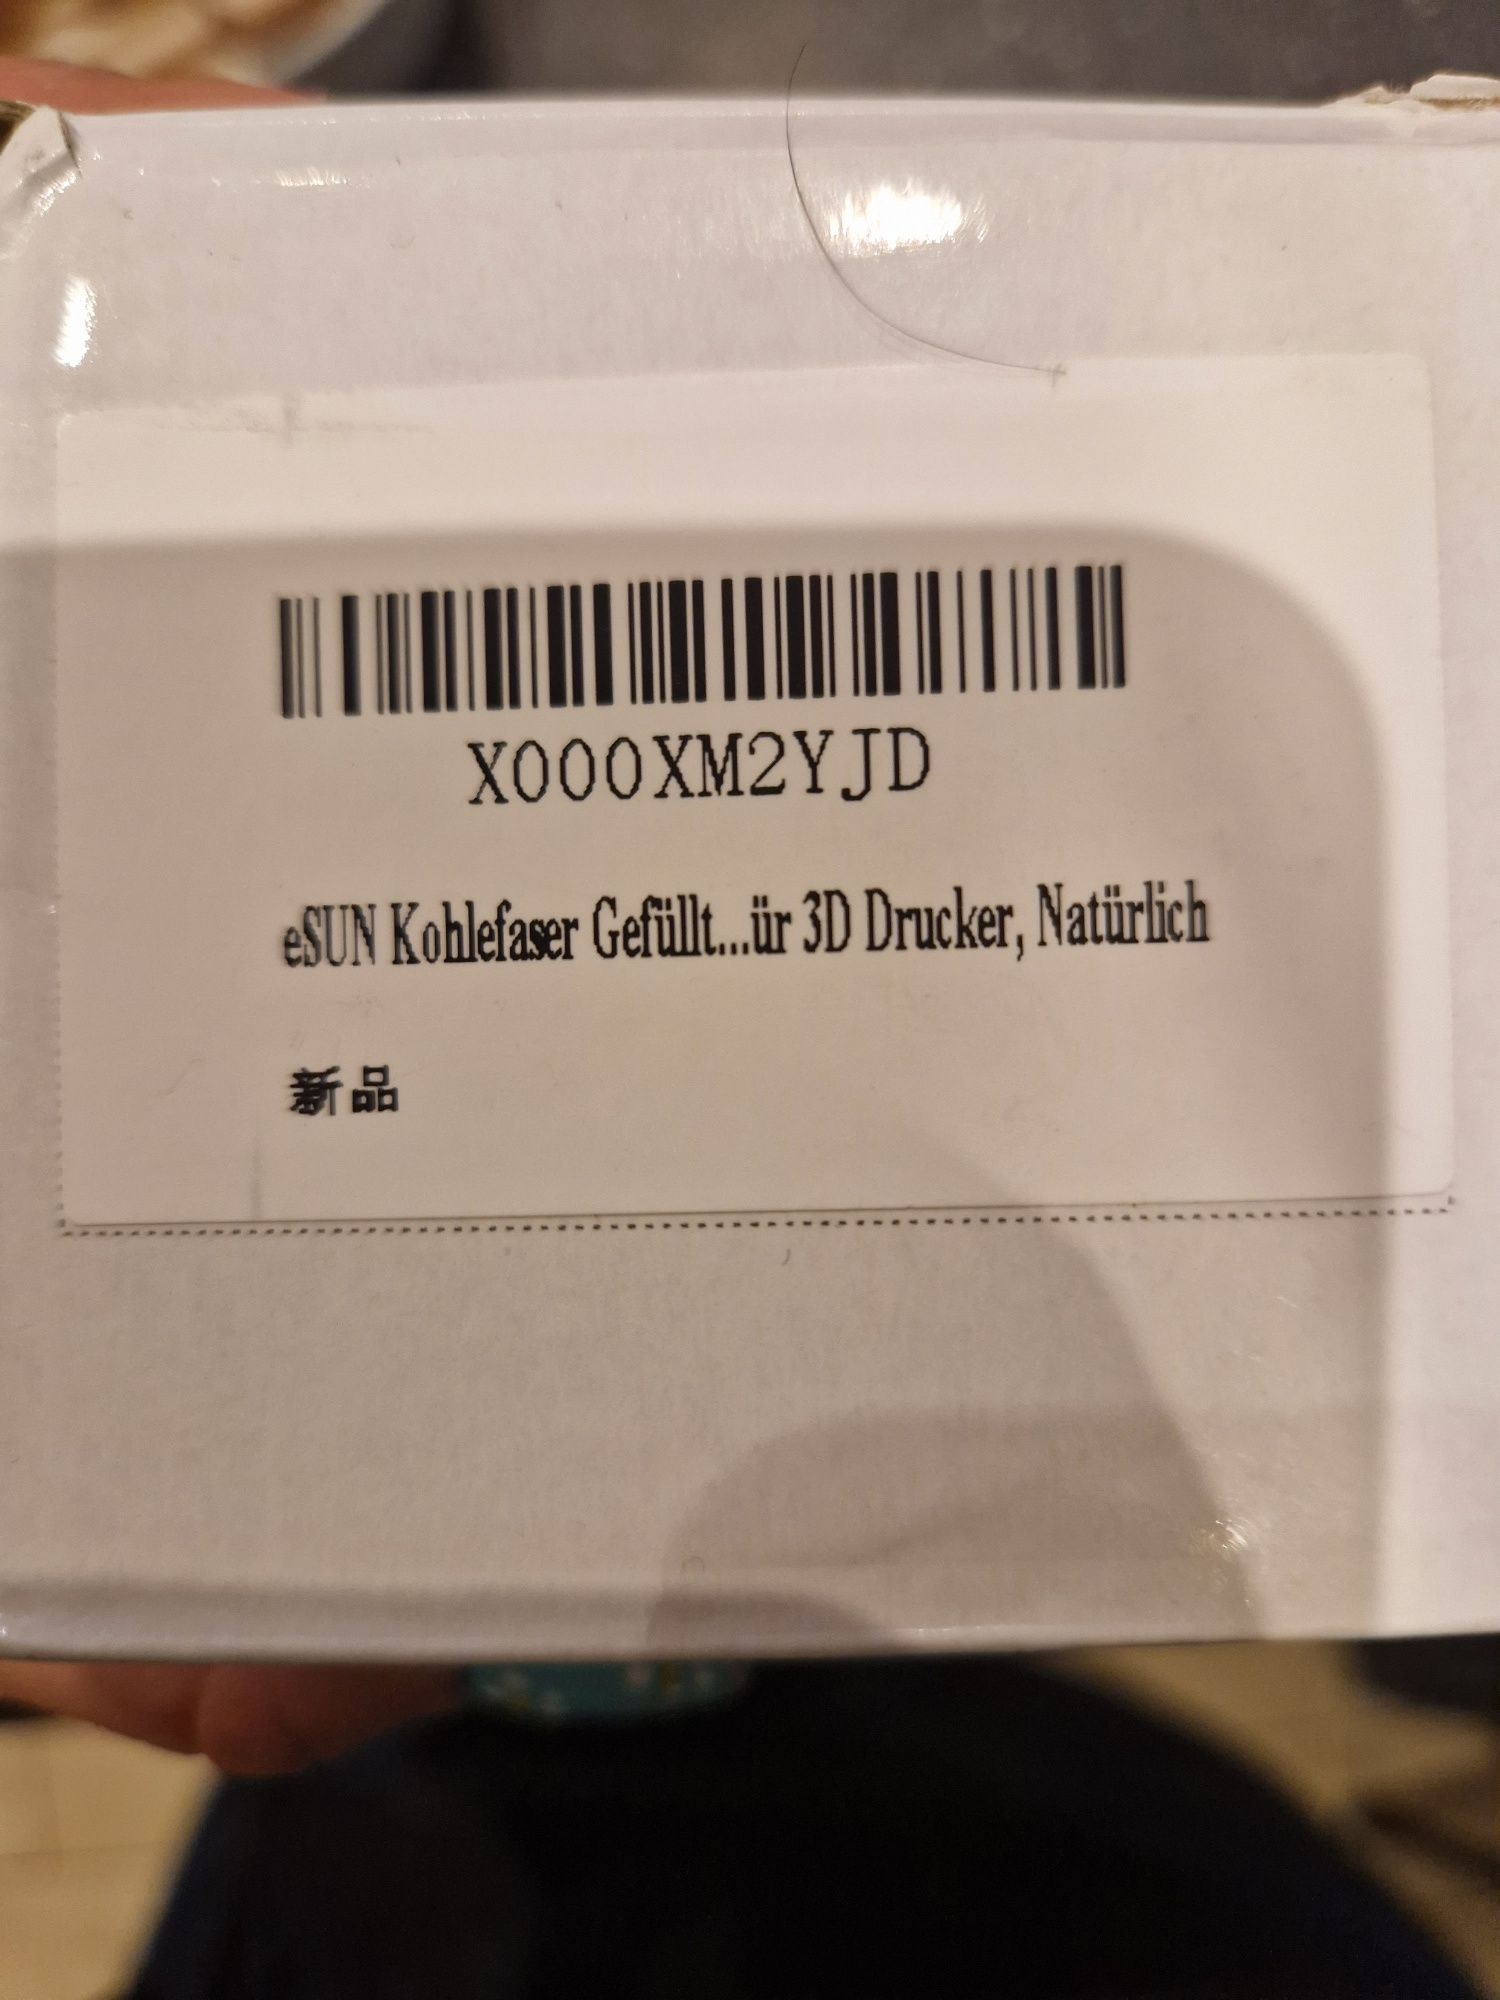 X000XM2YJD
eSUN Kohlefaser Gefüllt...ür 3D Drucker, Natürlich
新品